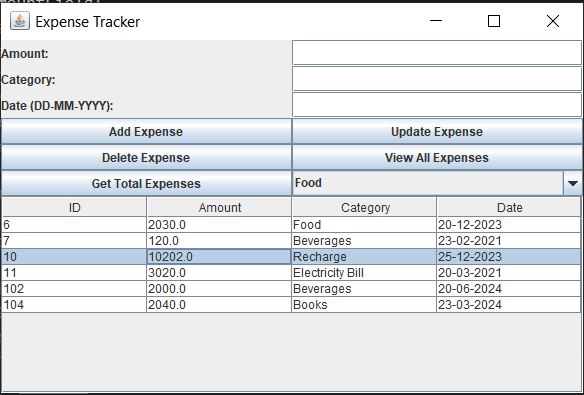 Expense Tracker
Amount:
Category:
Date (DD-MM-YYYY):
Add Expense Update Expense
Delete Expense View All Expenses
Get Total Expenses Food
ID Amount Category Date
6 2030.0 Food 20-12-2023
7 120.0 Beverages 23-02-2021
10 10202.0 Recharge 25-12-2023
11 3020.0 Electricity Bill 20-03-2021
102 2000.0 Beverages 20-06-2024
104 2040.0 Books 23-03-2024